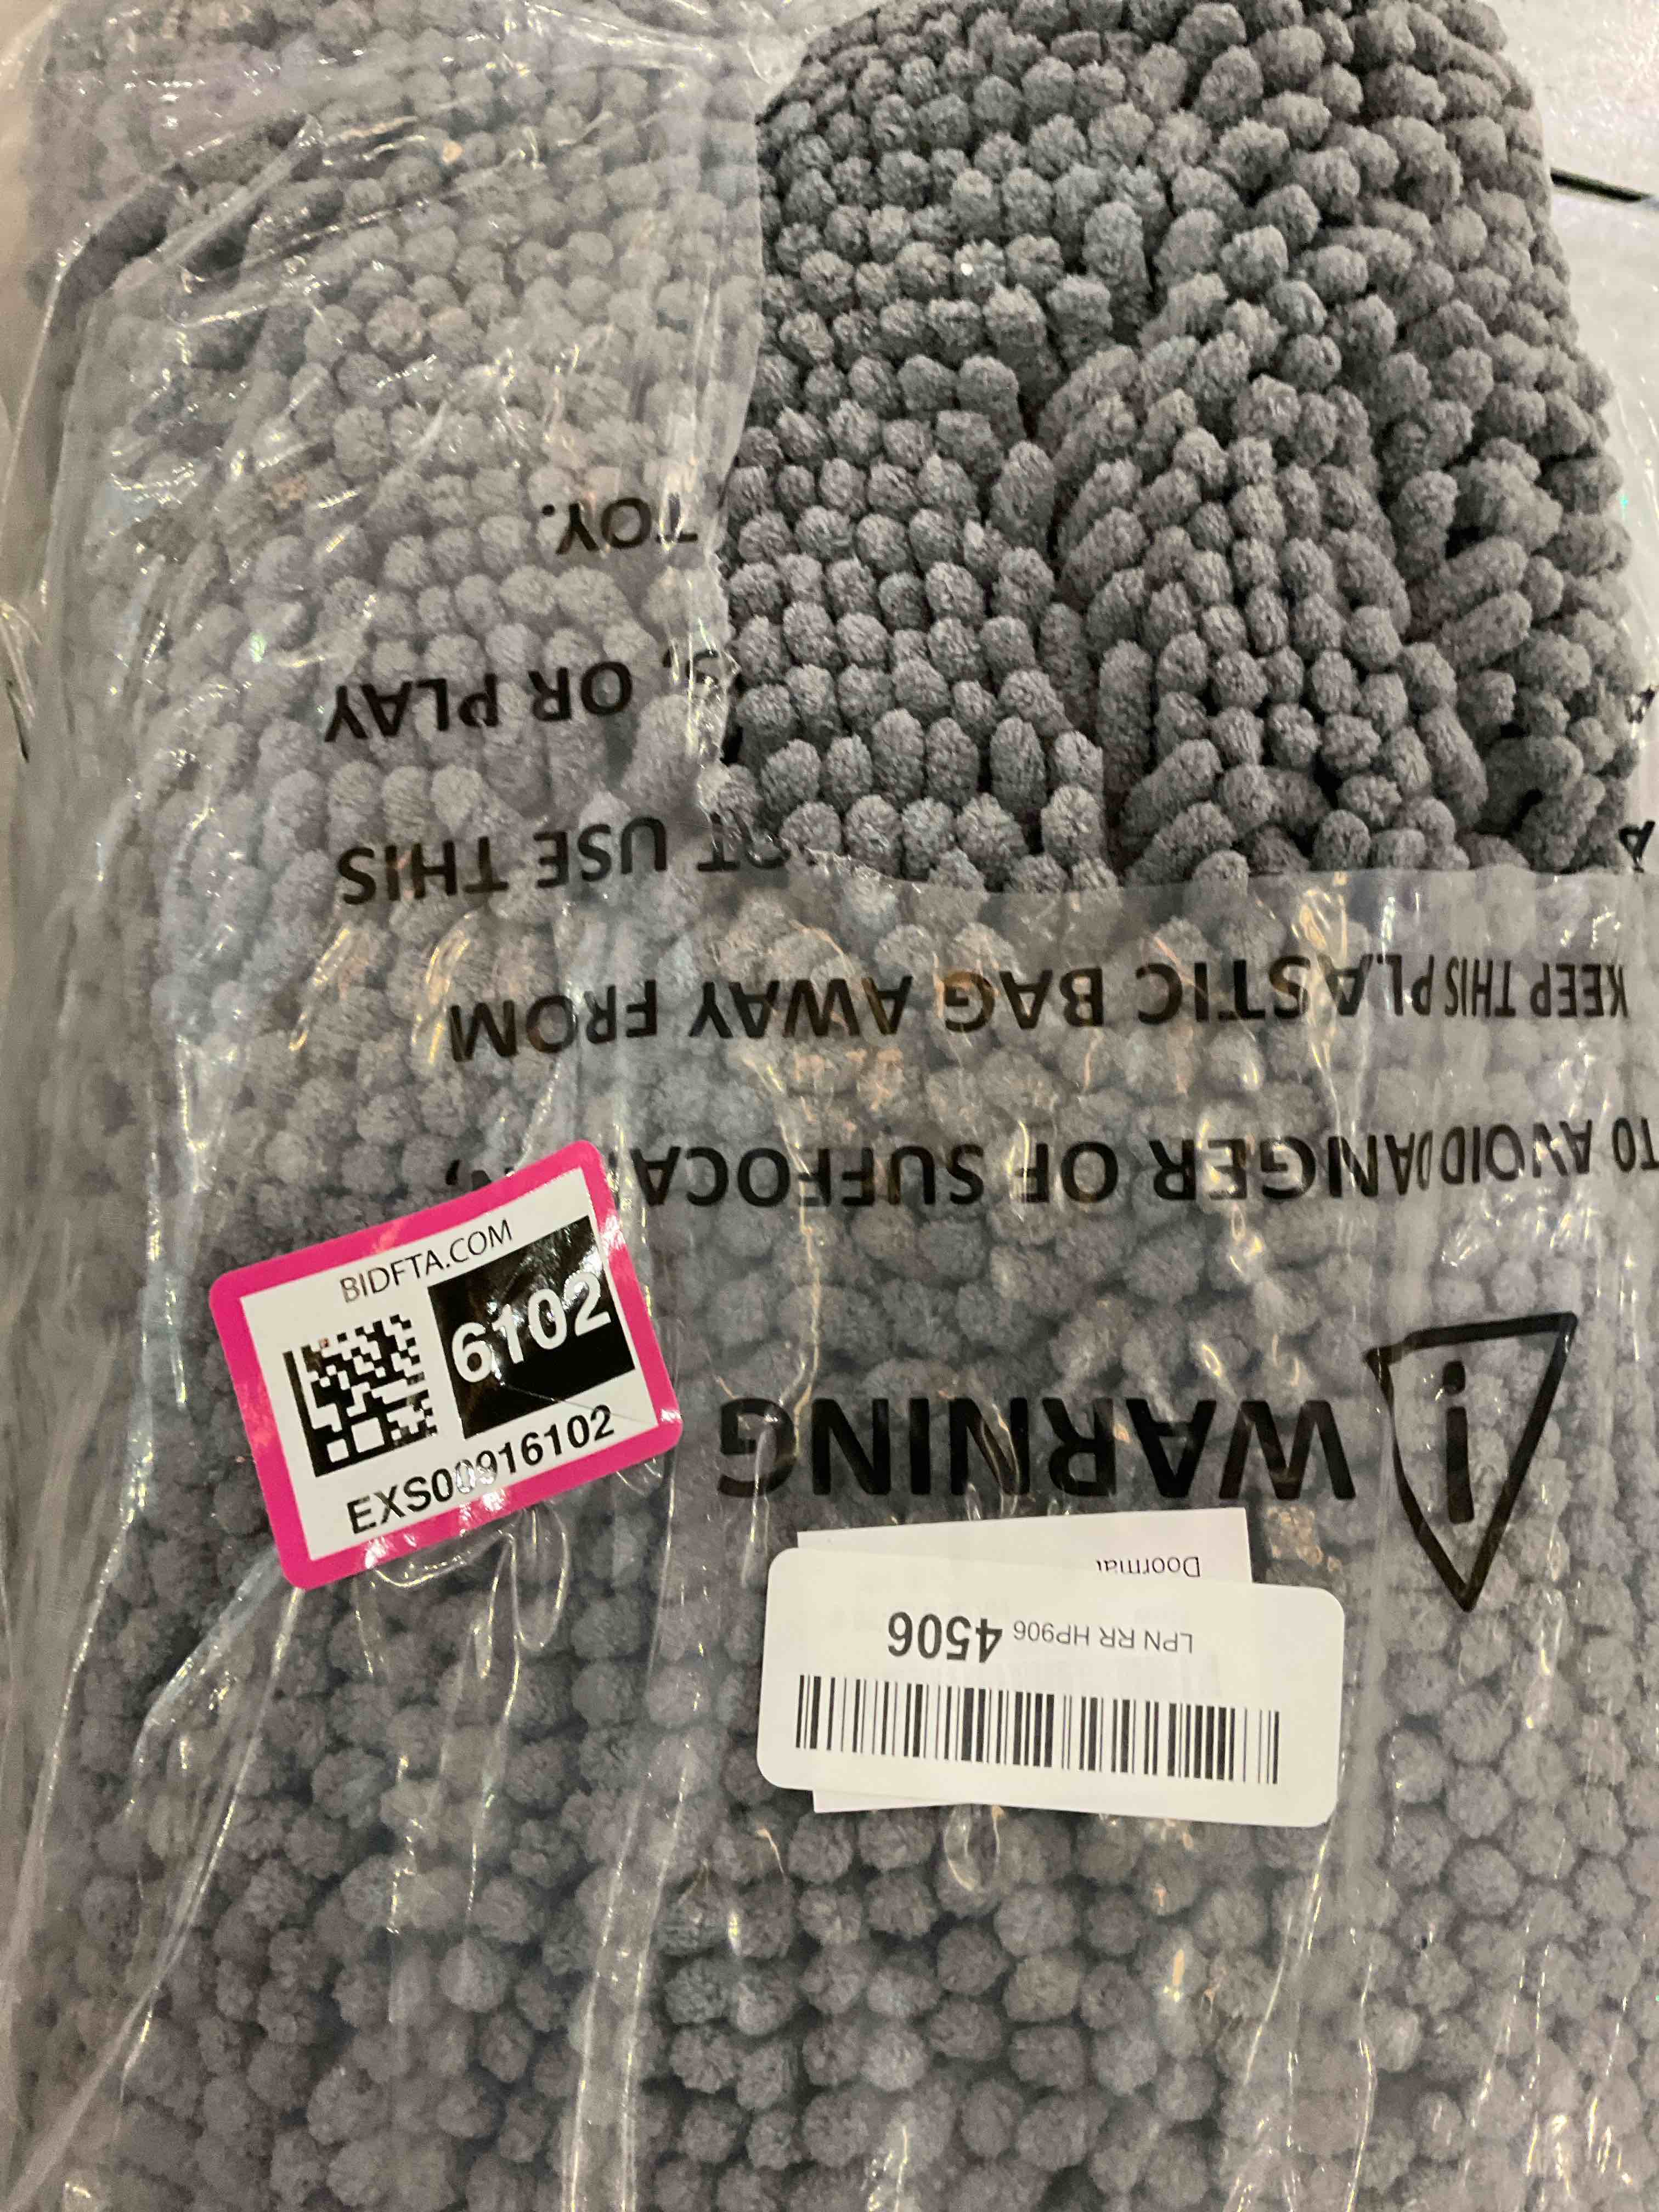 WARNING
TO AVOID DANGER OF
KEEP THIS PLASTIC BAG AWAY FROM
USE THIS
OR PLAY
TOY.
BIDFTA.COM
6102
EXS00916102
LPN RR HP906 4506
Doormat